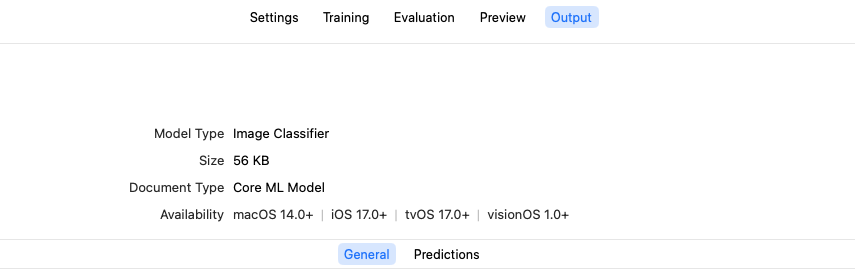 Settings Training Evaluation Preview Output
Model Type Image Classifier
Size 56 KB
Document Type Core ML Model
Availability macOS 14.0+ | iOS 17.0+ | tvOS 17.0+ | visionOS 1.0+
General Predictions